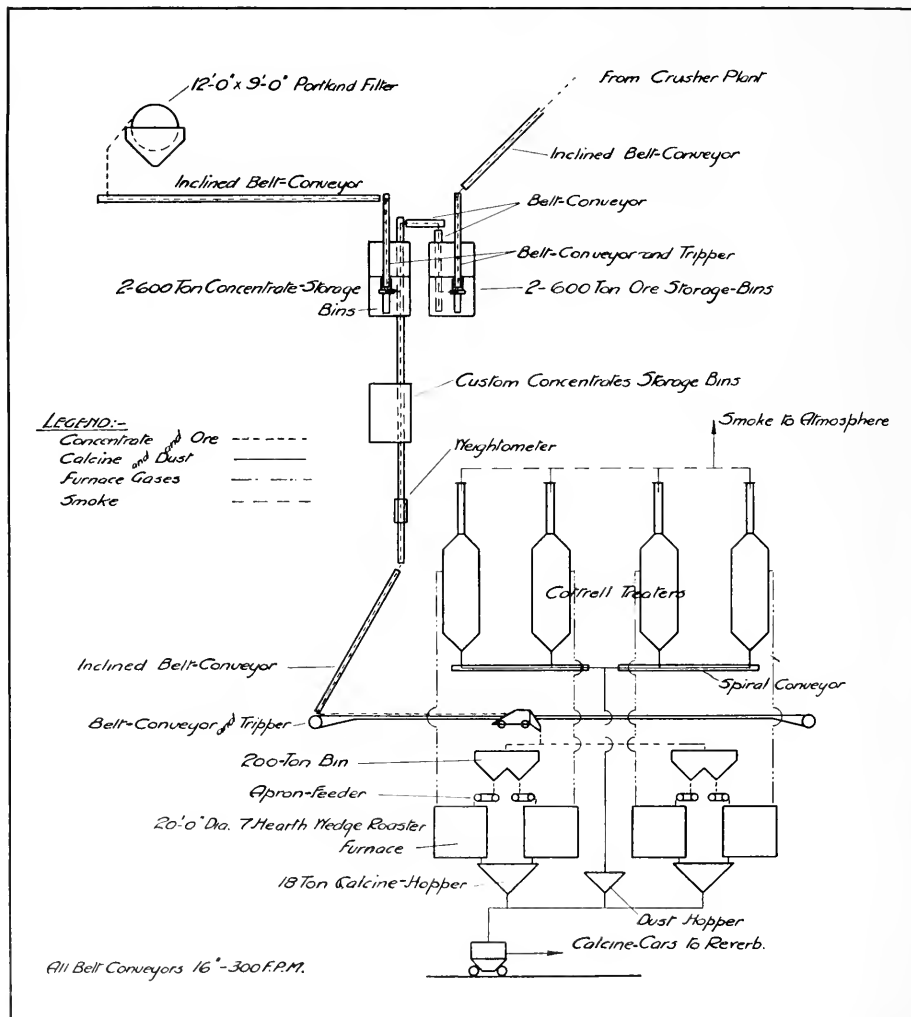 12'-0" x 9'-0" Portland Filter
From Crusher Plant
Inclined Belt-Conveyor
Inclined Belt-Conveyor
Belt-Conveyor
Belt-Conveyor and Tripper
2-600 Ton Concentrate-Storage
Bins
2-600 Ton Ore Storage-Bins
Custom Concentrates Storage Bins
LEGEND:-
Concentrate and Ore
Calcine and Dust
Furnace Gases
Smoke
Smoke to Atmosphere
Weightometer
Cottrell Treaters
Inclined Belt-Conveyor
Spiral Conveyor
Belt-Conveyor and Tripper
200-Ton Bin
Apron-Feeder
20'-0" Dia. 7 Hearth Wedge Roaster
Furnace
18 Ton Calcine-Hopper
Dust Hopper
Calcine-Cars to Reverb.
All Belt Conveyors 16"-300 F.P.M.